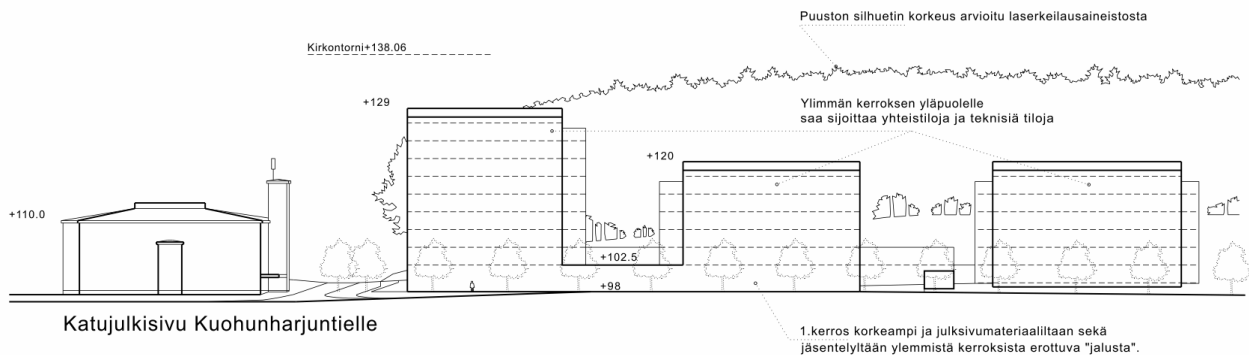 Puuston silhuetin korkeus arvioitu laserkeilausaineistosta
Kirkontorni+138.06
+129
Ylimmän kerroksen yläpuolelle
saa sijoittaa yhteistiloja ja teknisiä tiloja
+120
+110.0
+102.5
+98
Katujulkisivu Kuohunharjuntielle
1.kerros korkeampi ja julksivumateriaaliltaan sekä
jäsentelyltään ylemmistä kerroksista erottuva "jalusta".